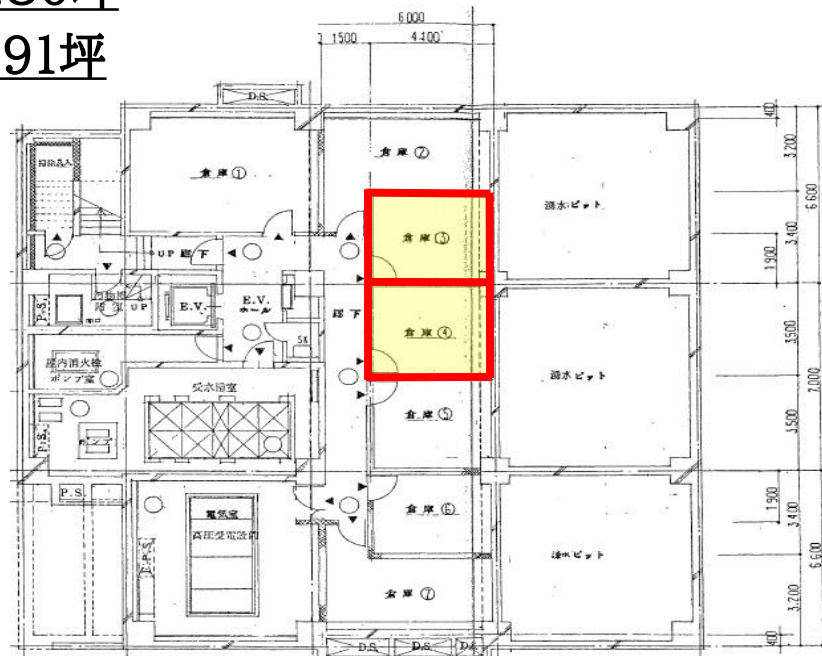 91坪
6 000
1500 4.400
D.S.
倉庫①
倉庫②
倉庫③
倉庫④
倉庫⑤
倉庫⑥
倉庫⑦
湧水ピット
湧水ピット
湧水ピット
UP 廊下
UP
E.V.
E.V.
ホール
廊下
SK
P.S.
屋内消火栓
ポンプ室
受水槽室
P.S.
P.S.
電気室
高圧受電設備
E.P.S.
D.S. D.S. D.S.
400
3.200
3.400
1.900
6.600
3.500
3.500
7.000
1.900
3.400
3.200
6.600
400